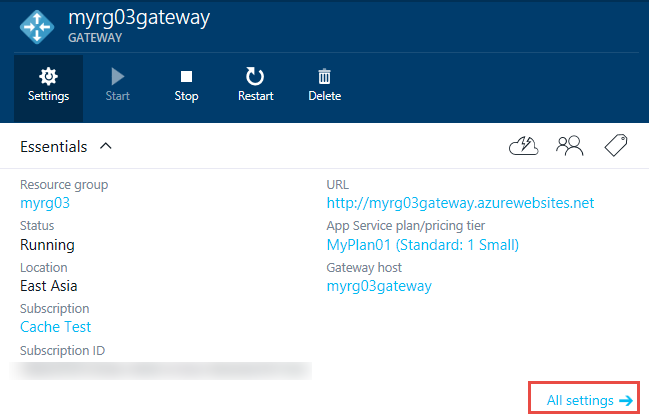 myrg03gateway
GATEWAY
Settings
Start
Stop
Restart
Delete
Essentials
Resource group
myrg03
Status
Running
Location
East Asia
Subscription
Cache Test
Subscription ID
URL
http://myrg03gateway.azurewebsites.net
App Service plan/pricing tier
MyPlan01 (Standard: 1 Small)
Gateway host
myrg03gateway
All settings